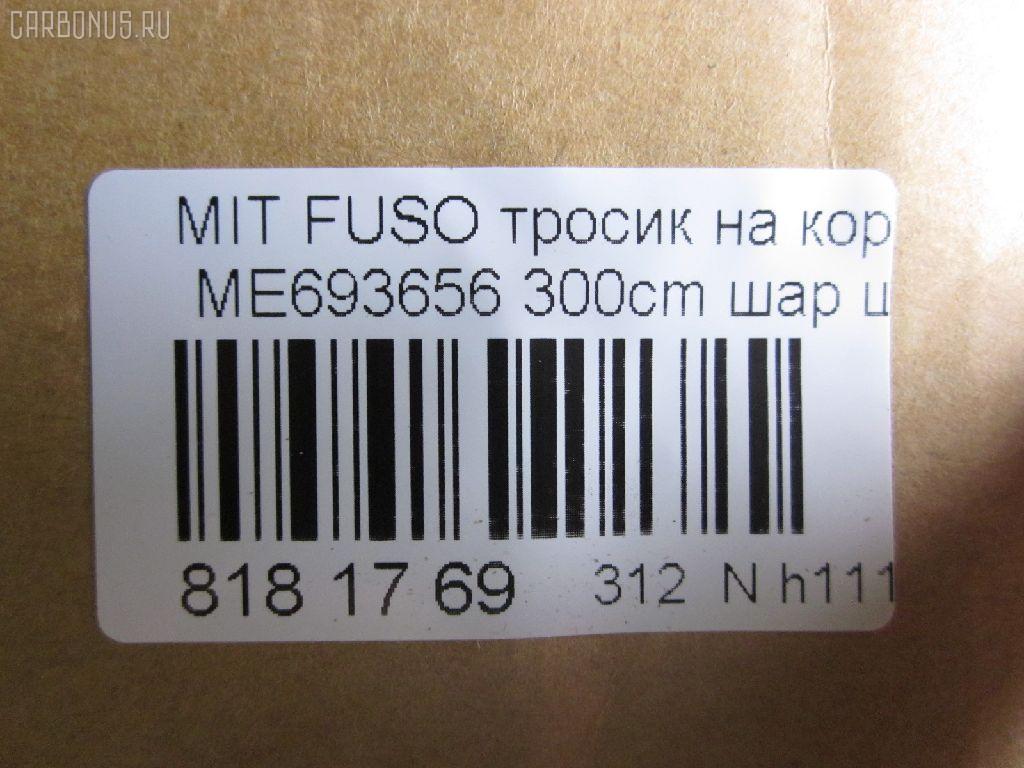 CARBONUS.RU
MIT FUSO тросик на кор
ME693656 300cm шар
818 17 69 312 N h111